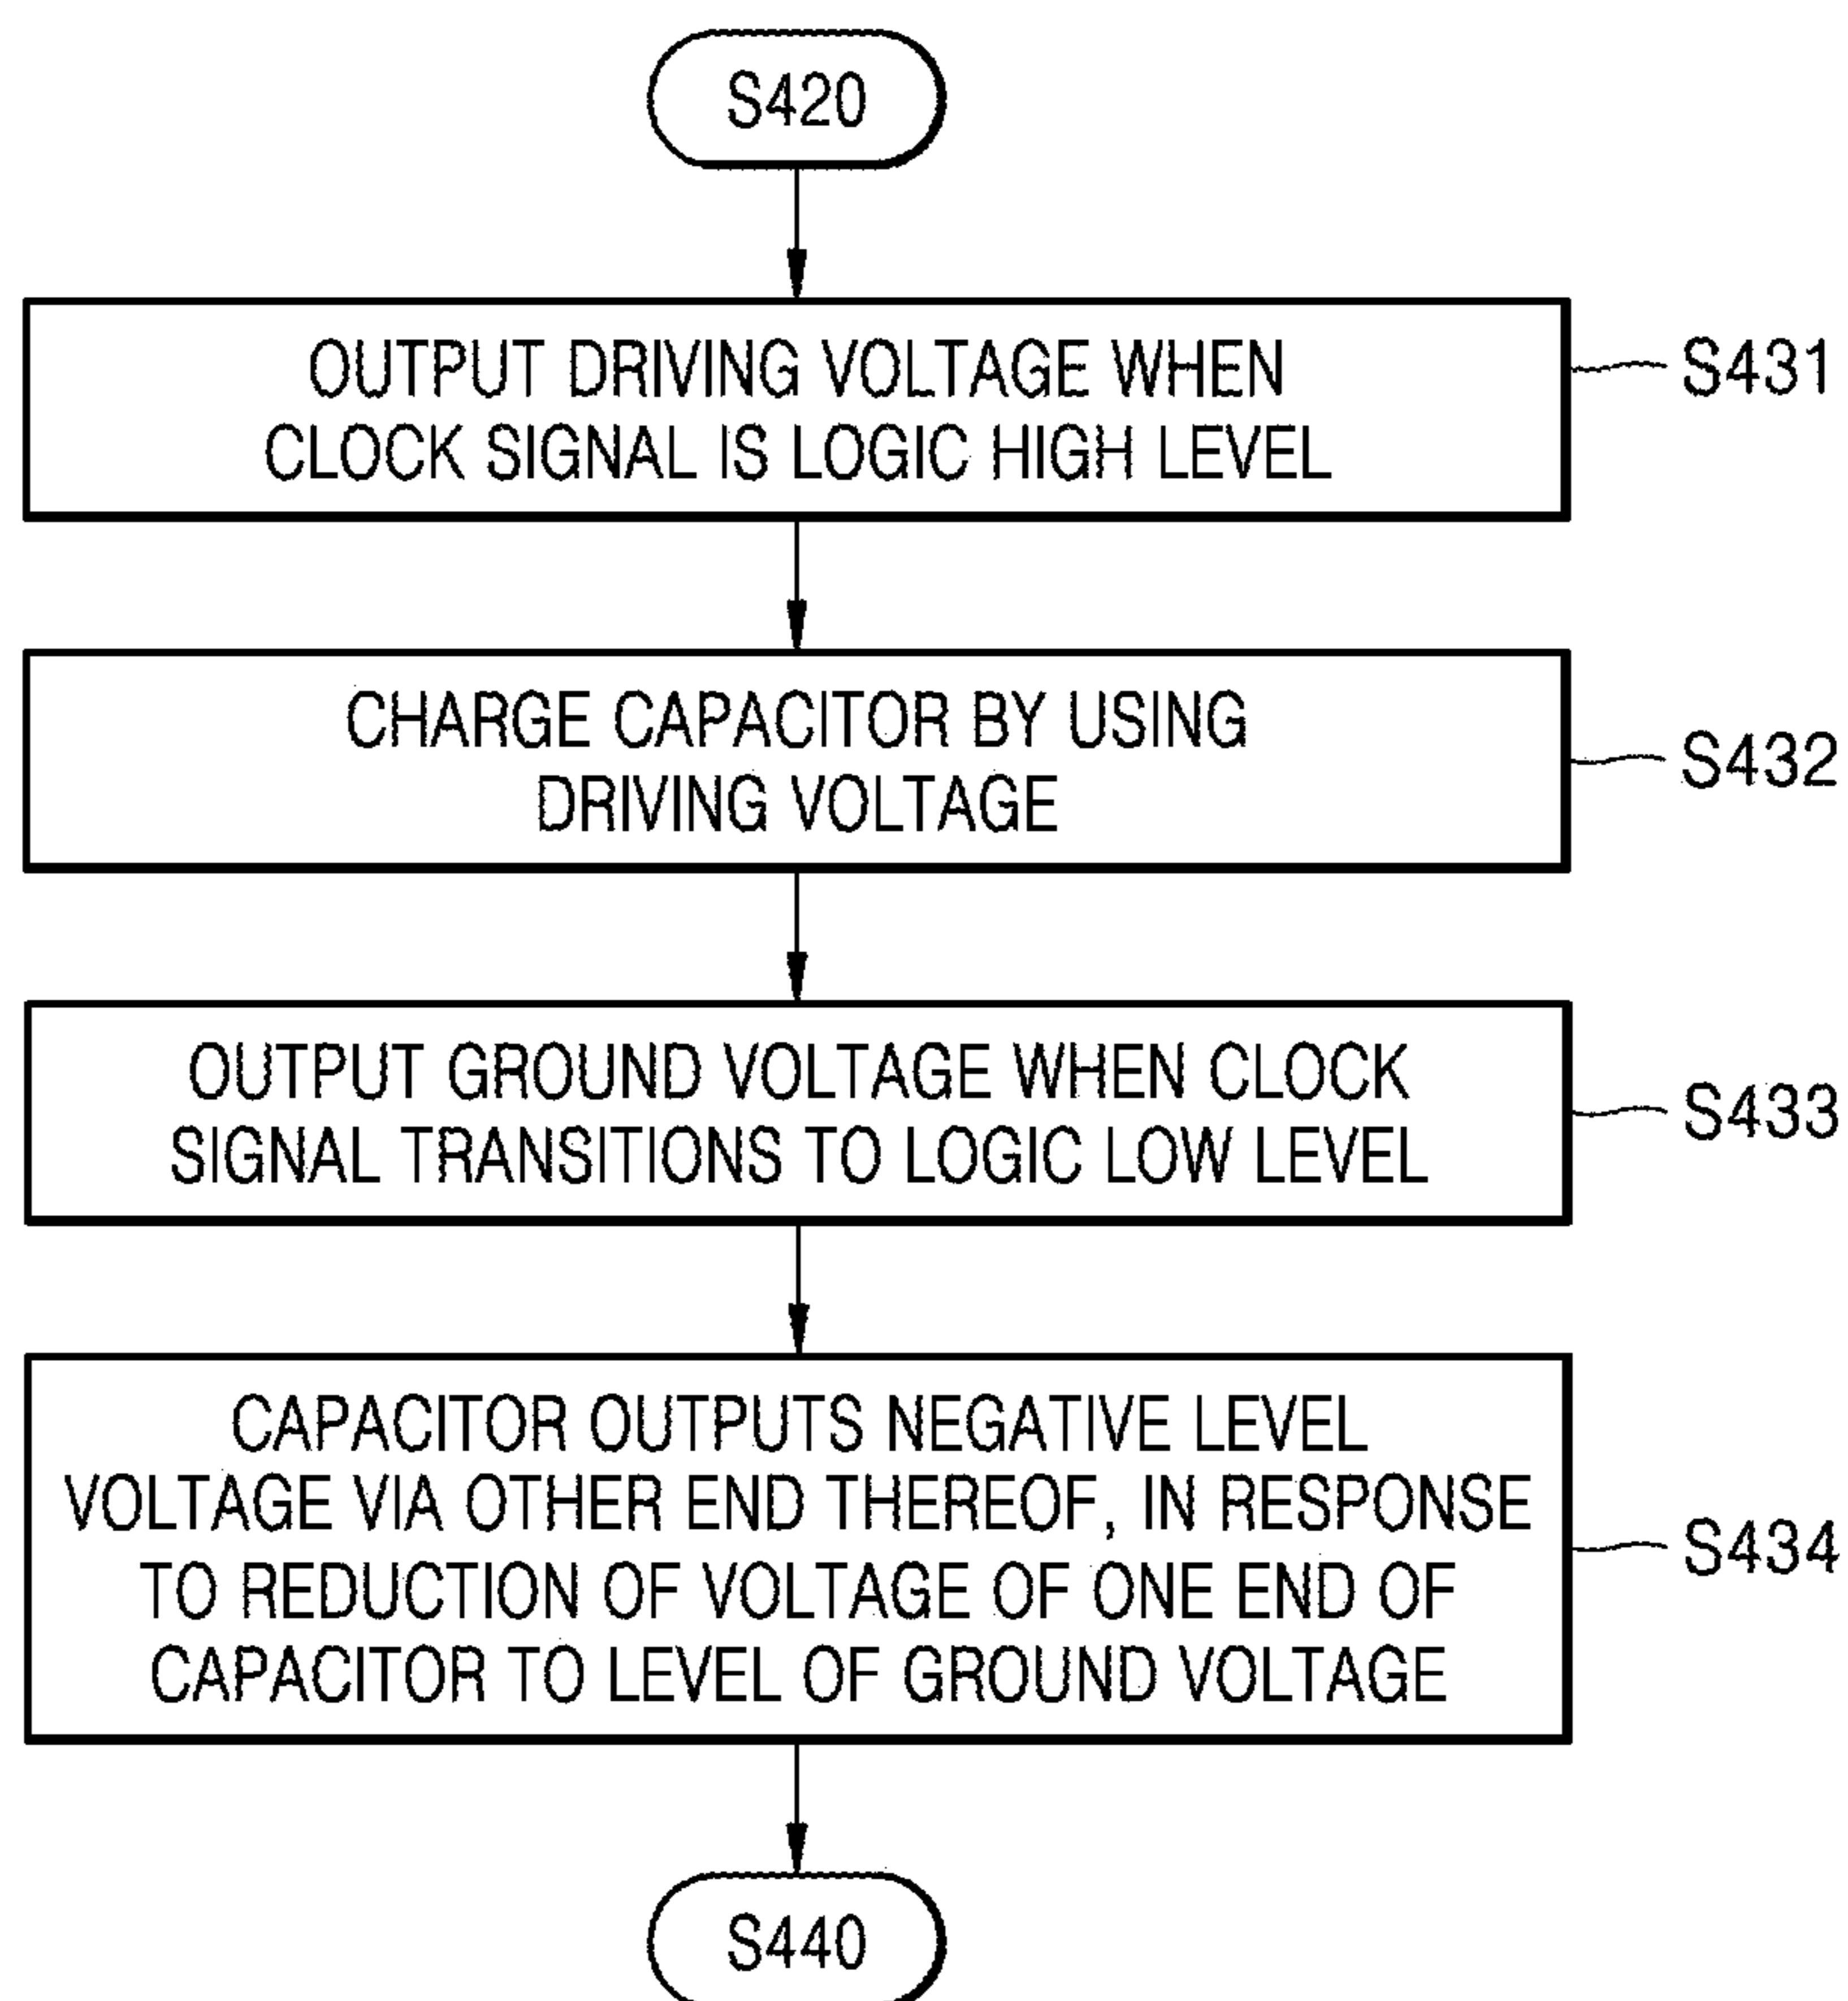 S420
OUTPUT DRIVING VOLTAGE WHEN
CLOCK SIGNAL IS LOGIC HIGH LEVEL
S431
CHARGE CAPACITOR BY USING
DRIVING VOLTAGE
S432
OUTPUT GROUND VOLTAGE WHEN CLOCK
SIGNAL TRANSITIONS TO LOGIC LOW LEVEL
S433
CAPACITOR OUTPUTS NEGATIVE LEVEL
VOLTAGE VIA OTHER END THEREOF, IN RESPONSE
TO REDUCTION OF VOLTAGE OF ONE END OF
CAPACITOR TO LEVEL OF GROUND VOLTAGE
S434
S440